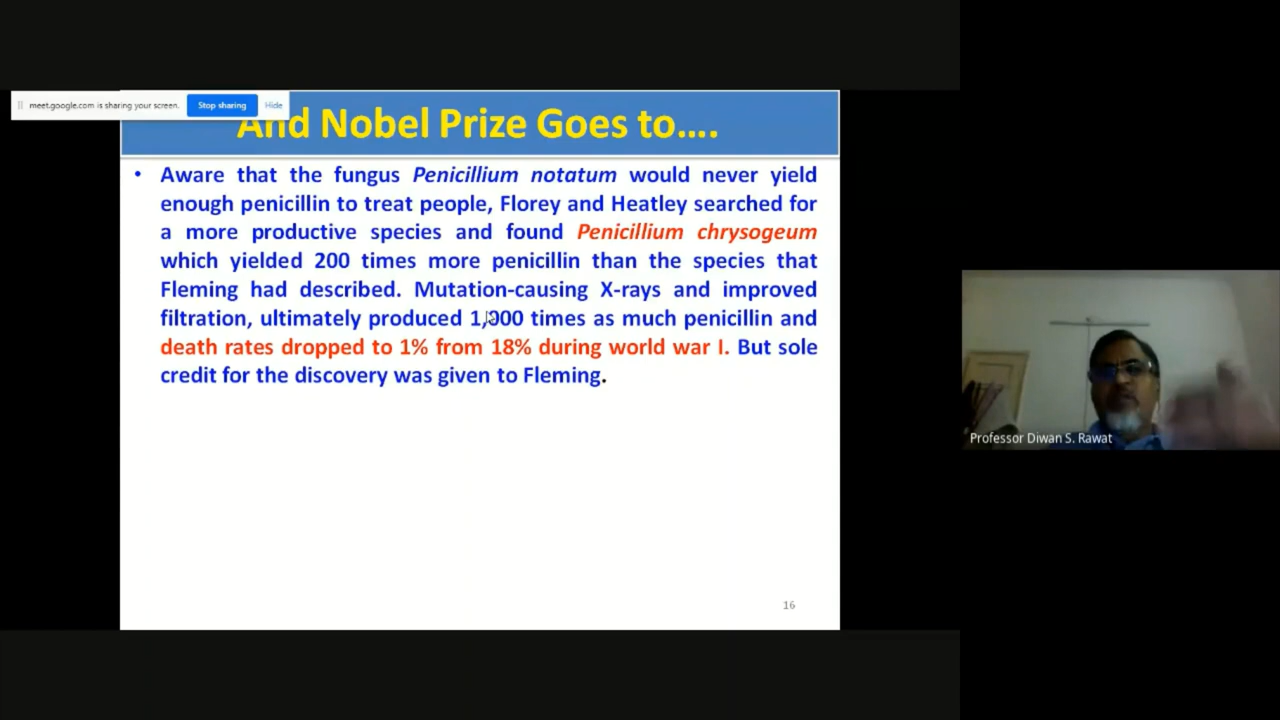 meet.google.com is sharing your screen.
Stop sharing
Hide
And Nobel Prize Goes to….
• Aware that the fungus Penicillium notatum would never yield
enough penicillin to treat people, Florey and Heatley searched for
a more productive species and found Penicillium chrysogeum
which yielded 200 times more penicillin than the species that
Fleming had described. Mutation-causing X-rays and improved
filtration, ultimately produced 1,000 times as much penicillin and
death rates dropped to 1% from 18% during world war I. But sole
credit for the discovery was given to Fleming.
16
Professor Diwan S. Rawat